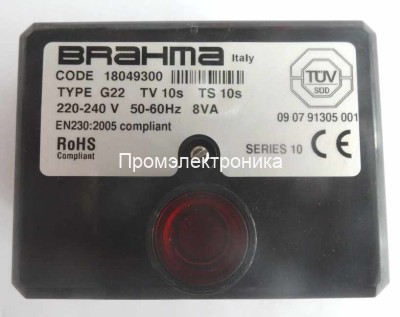 BRAHMA Italy
CODE 18049300
TYPE G22 TV 10s TS 10s
220-240 V 50-60Hz 8VA
EN230:2005 compliant
RoHS
Compliant
TÜV
SÜD
09 07 91305 001
SERIES 10 CE
Промэлектроника